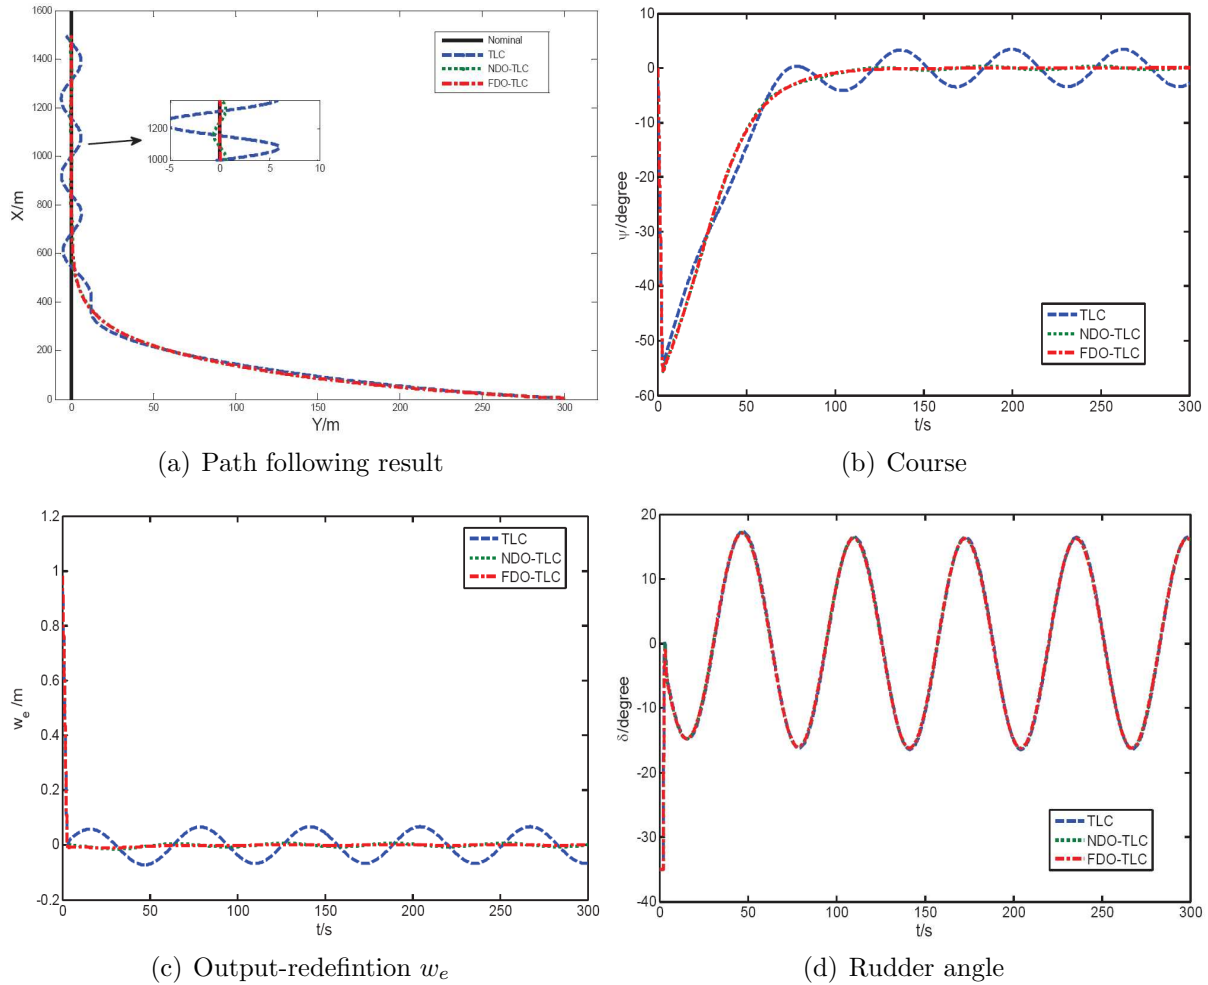 1600
1400
1200
1000
800
600
400
200
0
X/m
Nominal
TLC
NDO-TLC
FDO-TLC
1200
1000
-5 0 5 10
0 50 100 150 200 250 300
Y/m
(a) Path following result
10
0
-10
-20
-30
-40
-50
-60
ψ/degree
TLC
NDO-TLC
FDO-TLC
0 50 100 150 200 250 300
t/s
(b) Course
1.2
1
0.8
0.6
0.4
0.2
0
-0.2
we /m
TLC
NDO-TLC
FDO-TLC
0 50 100 150 200 250 300
t/s
(c) Output-redefintion we
20
10
0
-10
-20
-30
-40
δ/degree
TLC
NDO-TLC
FDO-TLC
0 50 100 150 200 250 300
t/s
(d) Rudder angle